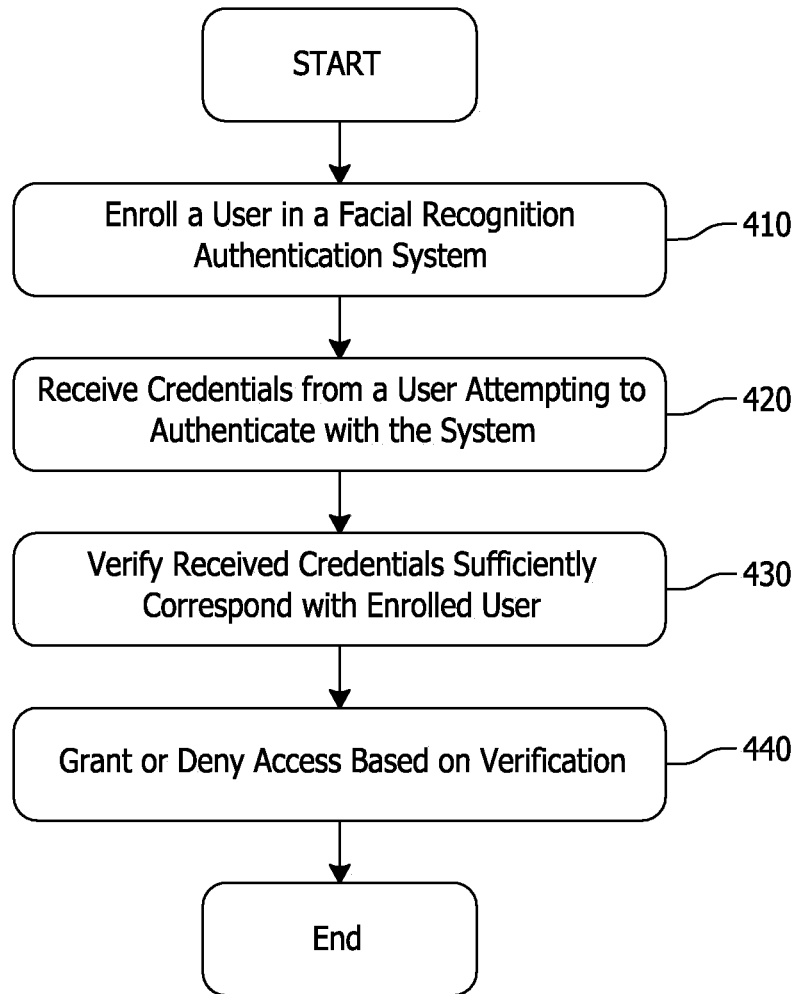 START
Enroll a User in a Facial Recognition
Authentication System
410
Receive Credentials from a User Attempting to
Authenticate with the System
420
Verify Received Credentials Sufficiently
Correspond with Enrolled User
430
Grant or Deny Access Based on Verification
440
End